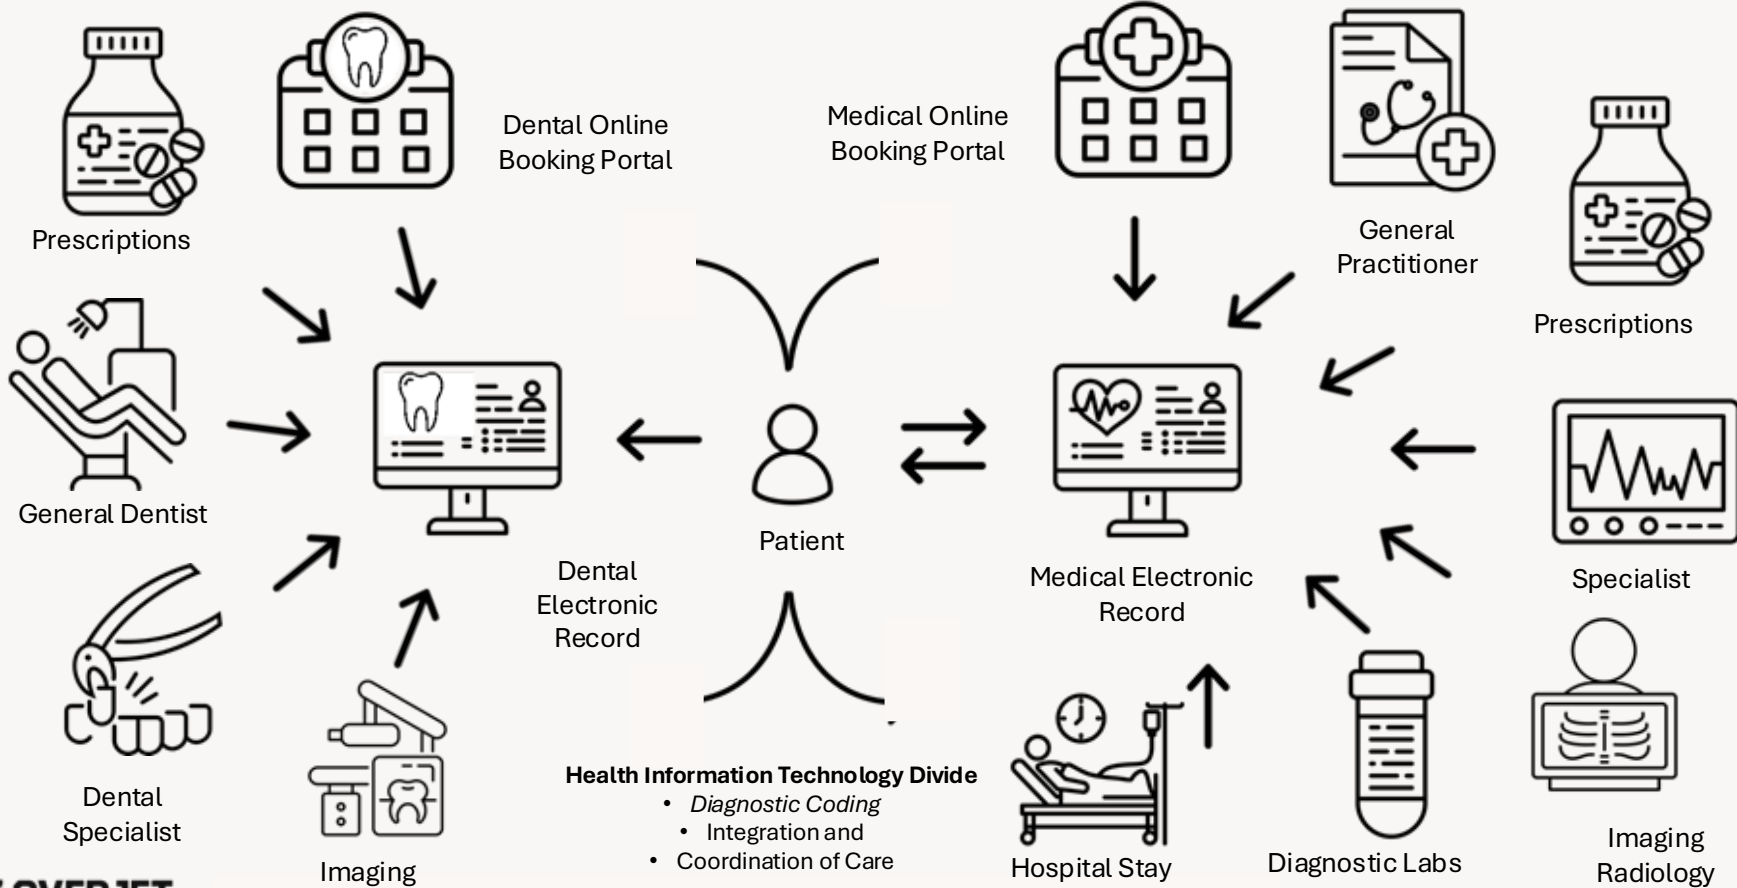 Dental Online
Booking Portal
Medical Online
Booking Portal
Prescriptions
General
Practitioner
Prescriptions
General Dentist
Patient
Dental
Electronic
Record
Medical Electronic
Record
Specialist
Dental
Specialist
Imaging
Health Information Technology Divide
• Diagnostic Coding
• Integration and
• Coordination of Care
Hospital Stay
Diagnostic Labs
Imaging
Radiology
OVERJET